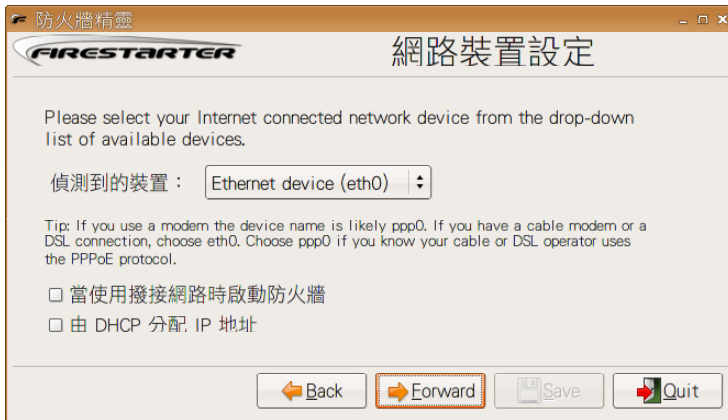 防火牆精靈
FIRESTARTER
網路裝置設定
Please select your Internet connected network device from the drop-down
list of available devices.
偵測到的裝置：
Ethernet device (eth0)
Tip: If you use a modem the device name is likely ppp0. If you have a cable modem or a
DSL connection, choose eth0. Choose ppp0 if you know your cable or DSL operator uses
the PPPoE protocol.
當使用撥接網路時啟動防火牆
由 DHCP 分配 IP 地址
Back
Forward
Save
Quit